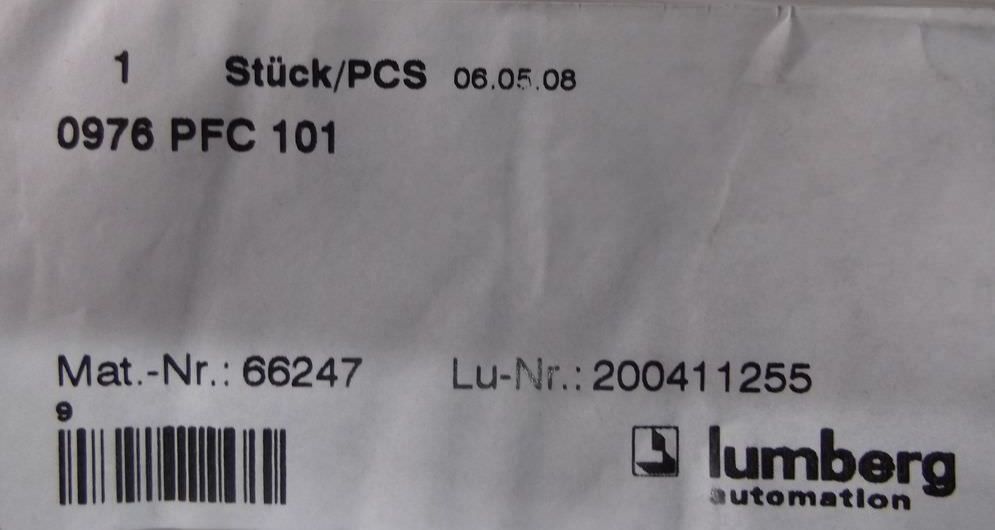 1 Stück/PCS 06.05.08
0976 PFC 101
Mat.-Nr.: 66247 Lu-Nr.: 200411255
9
lumberg
automation